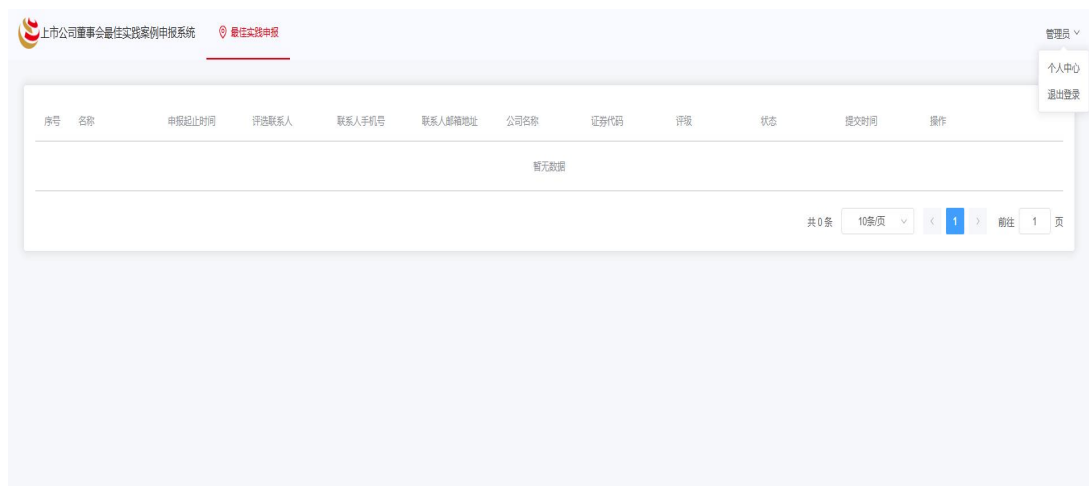 上市公司董事会最佳实践案例申报系统 最佳实践申报 管理员
个人中心
退出登录
序号 名称 申报起止时间 评选联系人 联系人手机号 联系人邮箱地址 公司名称 证券代码 评级 状态 提交时间 操作
暂无数据
共 0 条 10条/页 1 前往 1 页